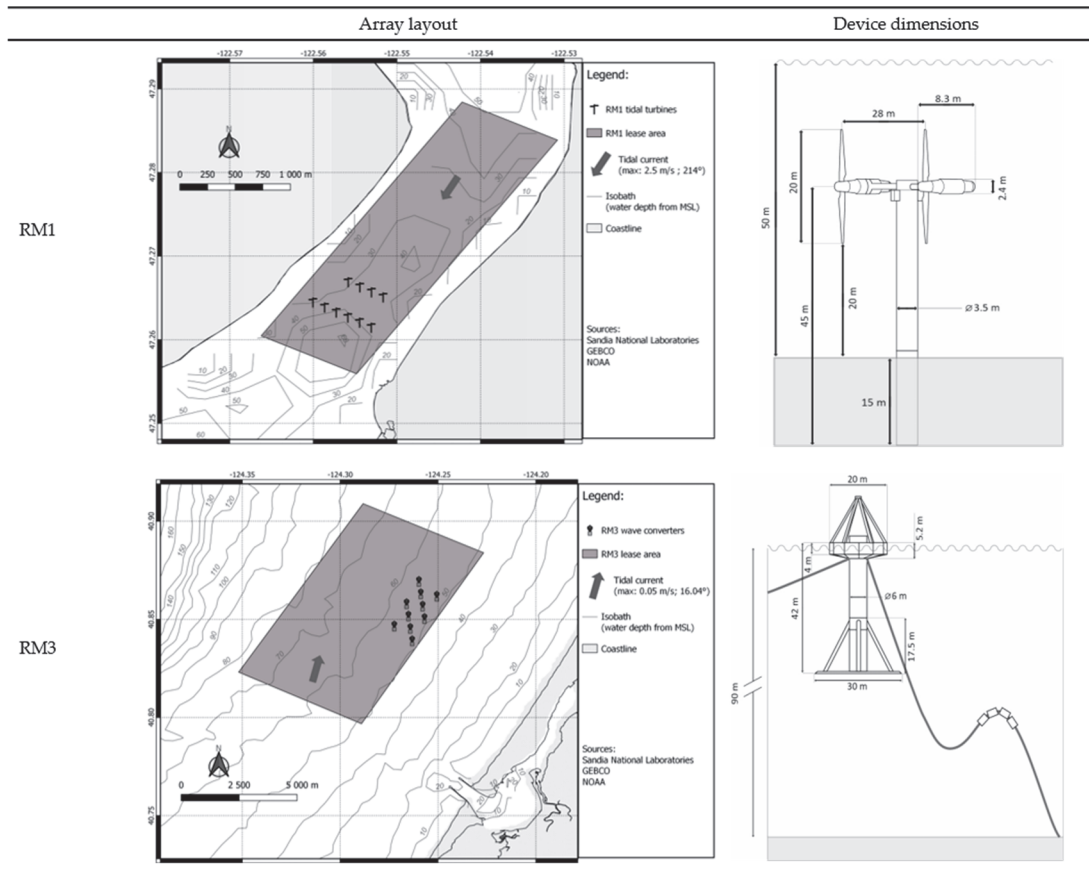 Array layout
Device dimensions
RM1
-122.57
-122.56
-122.55
-122.54
-122.53
47.29
47.28
47.27
47.26
47.25
N
0 250 500 750 1 000 m
Legend:
RM1 tidal turbines
RM1 lease area
Tidal current
(max: 2.5 m/s ; 214°)
Isobath
(water depth from MSL)
Coastline
Sources:
Sandia National Laboratories
GEBCO
NOAA
8.3 m
28 m
20 m
2.4 m
50 m
45 m
20 m
Ø3.5 m
15 m
RM3
-124.35
-124.30
-124.25
-124.20
40.90
40.85
40.80
40.75
N
0 2 500 5 000 m
Legend:
RM3 wave converters
RM3 lease area
Tidal current
(max: 0.05 m/s; 16.04°)
Isobath
(water depth from MSL)
Coastline
Sources:
Sandia National Laboratories
GEBCO
NOAA
20 m
5.2 m
4 m
42 m
Ø6 m
17.5 m
30 m
90 m